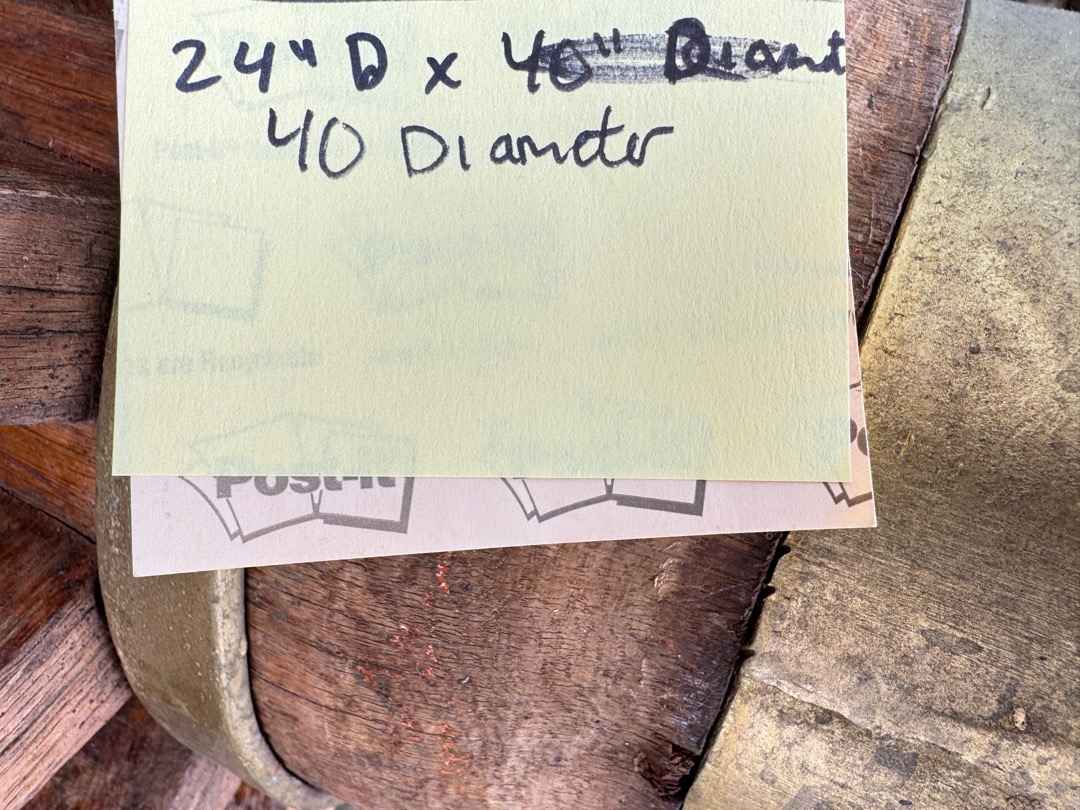 24" D x 40" Diamt
40 Diameter
Post-it